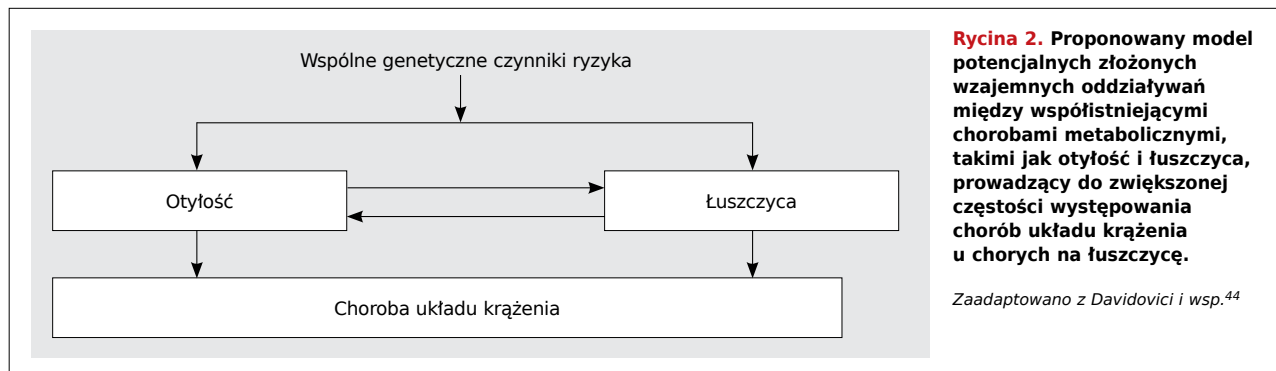 Wspólne genetyczne czynniki ryzyka
Otyłość
Łuszczyca
Choroba układu krążenia
Rycina 2. Proponowany model
potencjalnych złożonych
wzajemnych oddziaływań
między współistniejącymi
chorobami metabolicznymi,
takimi jak otyłość i łuszczyca,
prowadzący do zwiększonej
częstości występowania
chorób układu krążenia
u chorych na łuszczycę.
Zaadaptowano z Davidovici i wsp.44